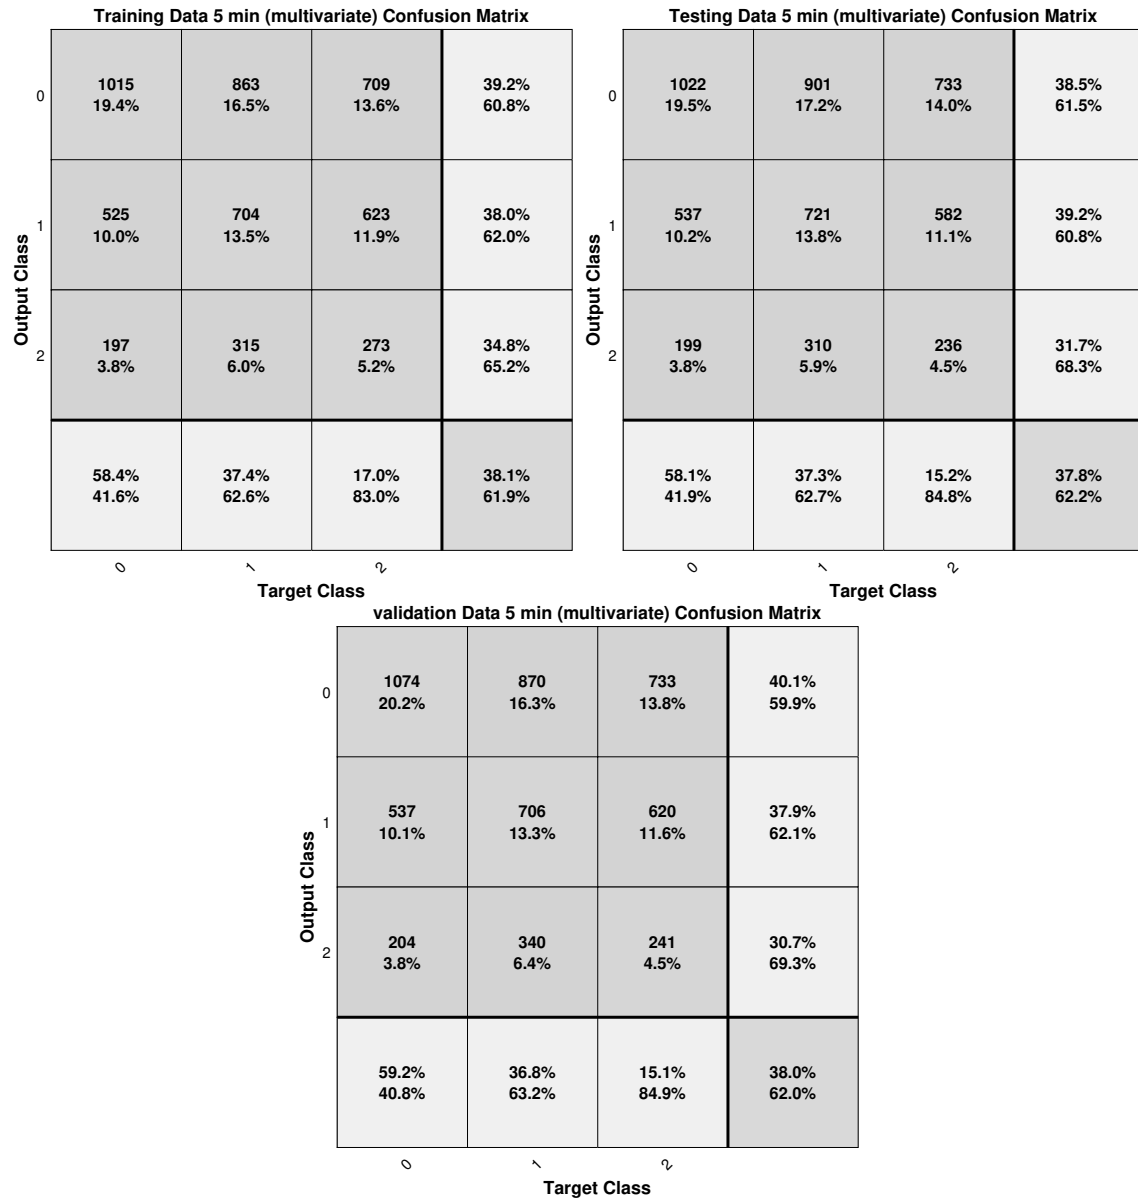 Training Data 5 min (multivariate) Confusion Matrix
0
1015 863 709 39.2%
19.4% 16.5% 13.6% 60.8%
1
525 704 623 38.0%
10.0% 13.5% 11.9% 62.0%
2
197 315 273 34.8%
3.8% 6.0% 5.2% 65.2%
58.4% 37.4% 17.0% 38.1%
41.6% 62.6% 83.0% 61.9%
0 1 2
Output Class
Target Class
Testing Data 5 min (multivariate) Confusion Matrix
0
1022 901 733 38.5%
19.5% 17.2% 14.0% 61.5%
1
537 721 582 39.2%
10.2% 13.8% 11.1% 60.8%
2
199 310 236 31.7%
3.8% 5.9% 4.5% 68.3%
58.1% 37.3% 15.2% 37.8%
41.9% 62.7% 84.8% 62.2%
0 1 2
Output Class
Target Class
validation Data 5 min (multivariate) Confusion Matrix
0
1074 870 733 40.1%
20.2% 16.3% 13.8% 59.9%
1
537 706 620 37.9%
10.1% 13.3% 11.6% 62.1%
2
204 340 241 30.7%
3.8% 6.4% 4.5% 69.3%
59.2% 36.8% 15.1% 38.0%
40.8% 63.2% 84.9% 62.0%
0 1 2
Output Class
Target Class